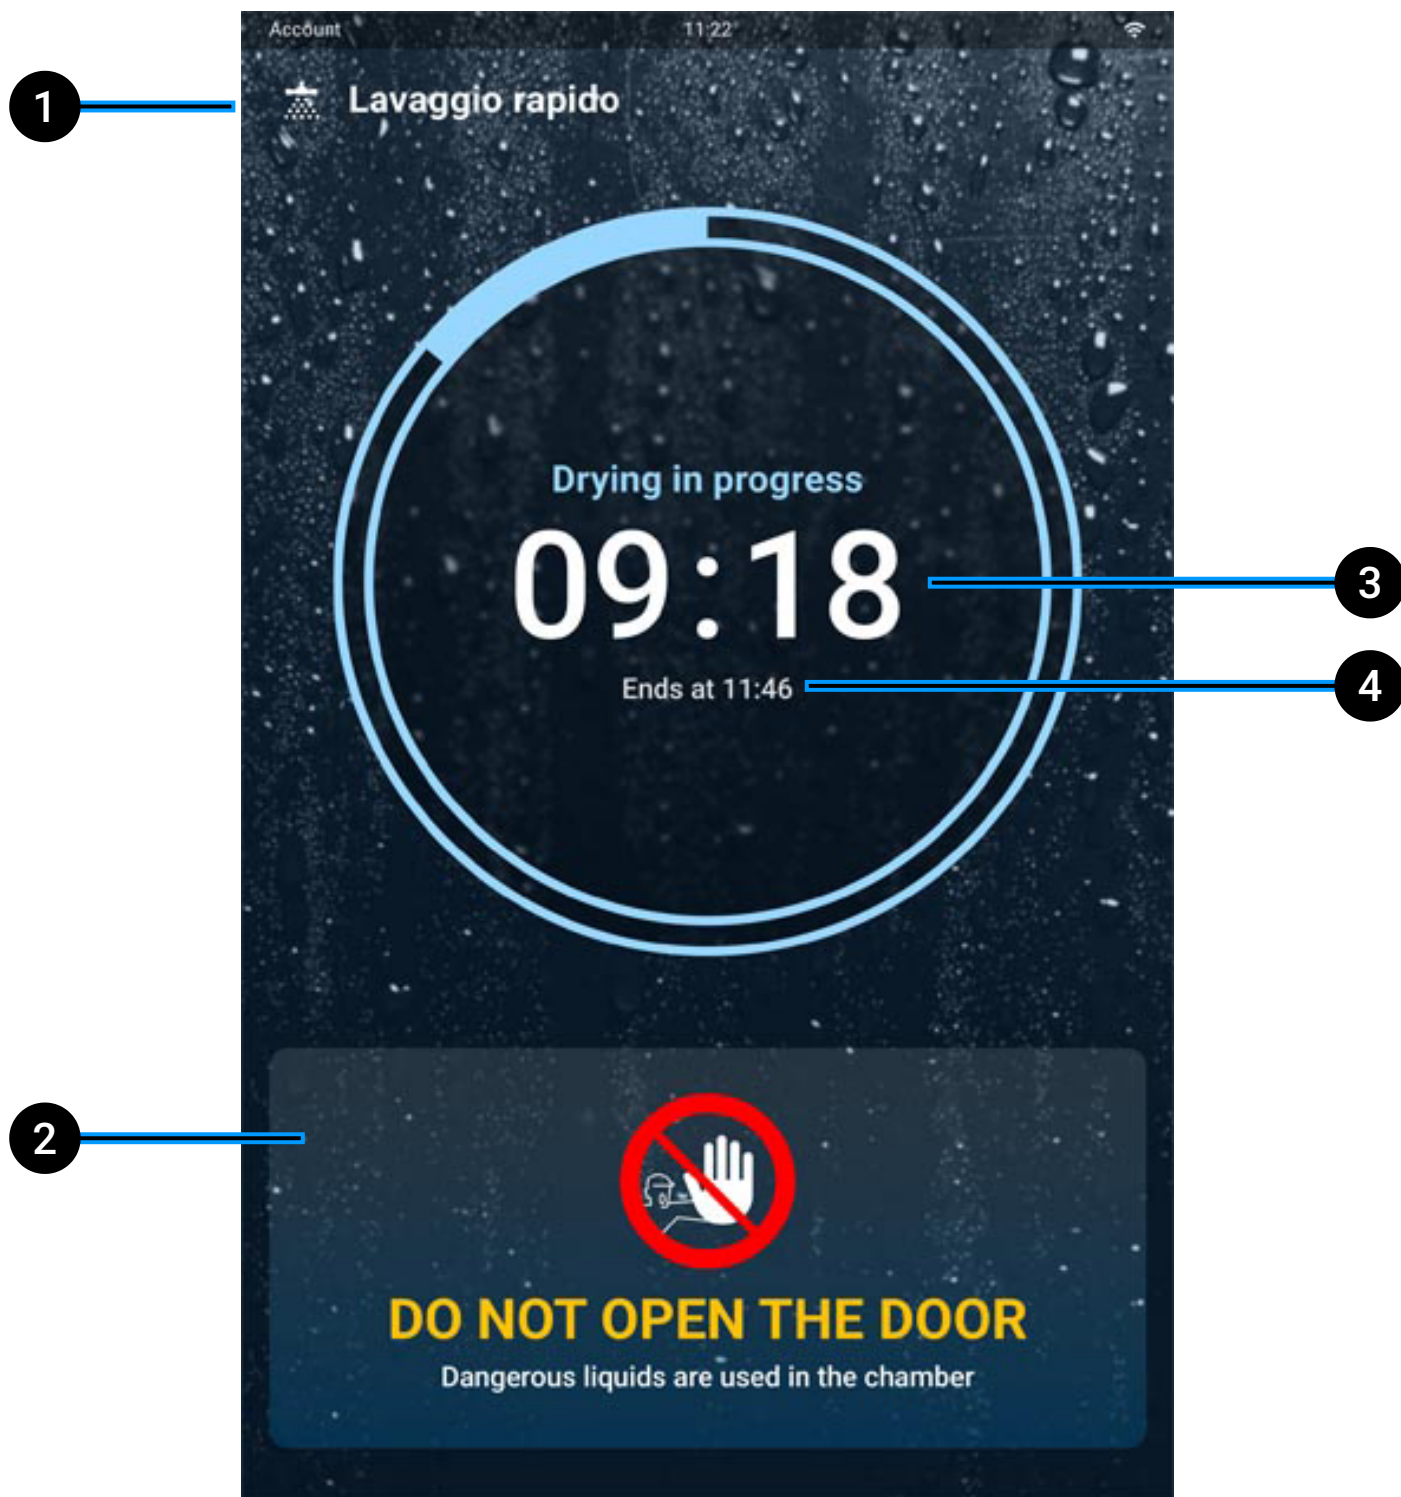 Account 11:22
1 Lavaggio rapido
Drying in progress
09:18
3
Ends at 11:46
4
2
DO NOT OPEN THE DOOR
Dangerous liquids are used in the chamber